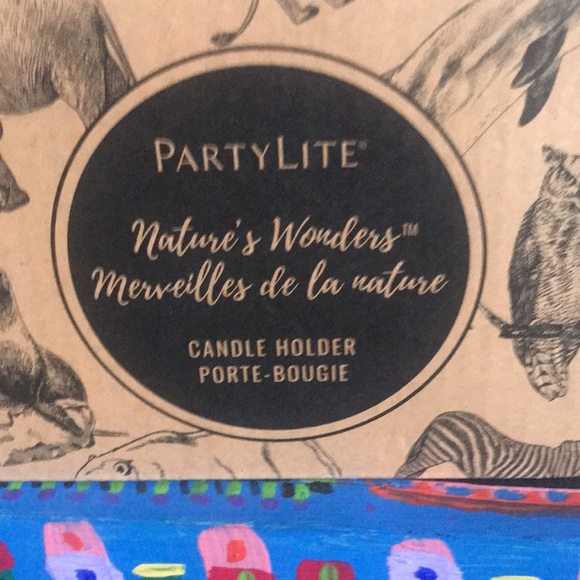 PARTYLITE®
Nature's Wonders™
Merveilles de la nature
CANDLE HOLDER
PORTE-BOUGIE